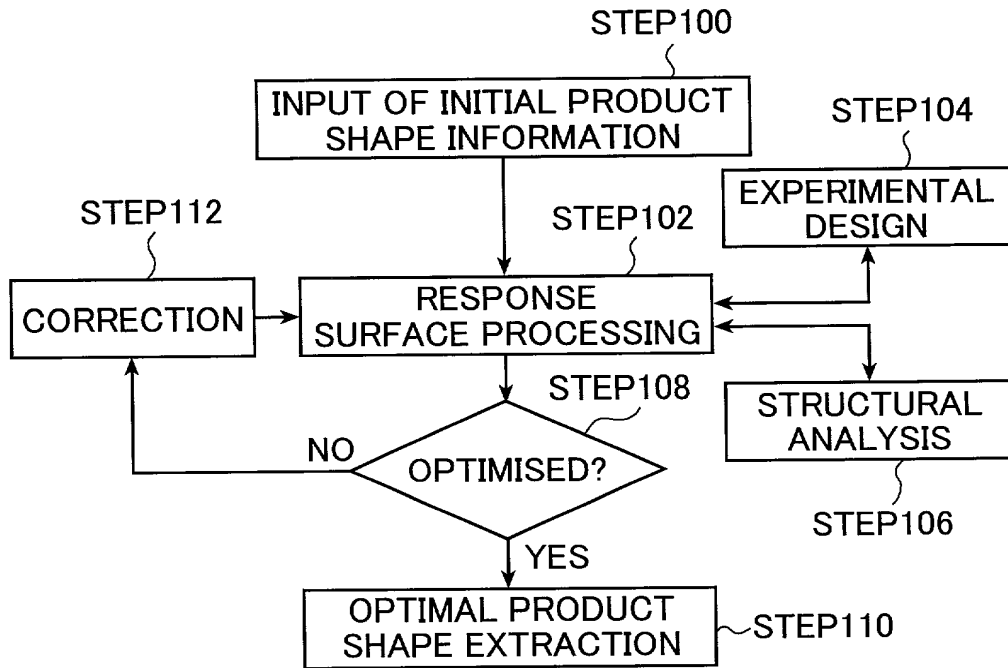 STEP100
INPUT OF INITIAL PRODUCT
SHAPE INFORMATION
STEP104
EXPERIMENTAL
DESIGN
STEP112
STEP102
CORRECTION
RESPONSE
SURFACE PROCESSING
STEP108
STRUCTURAL
ANALYSIS
NO
OPTIMISED?
STEP106
YES
OPTIMAL PRODUCT
SHAPE EXTRACTION
STEP110